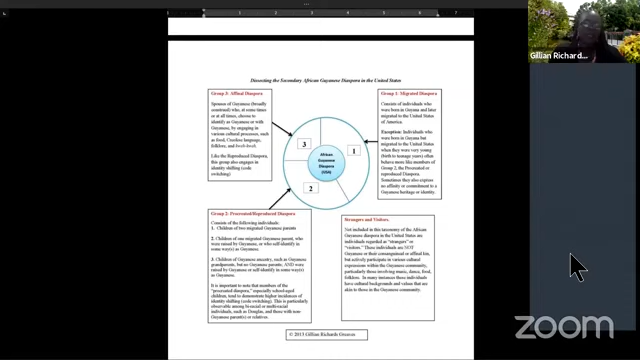 Dissecting the Secondary African Guyanese Diaspora in the United States
Group 3: Affinal Diaspora
Spouses of Guyanese (broadly
construed) who, at some times or
at all times, choose to
identify as Guyanese or with
Guyanese, by engaging in
various cultural processes, such
as food, Creolese language,
folklore, and
Like the Reproduced Diaspora,
this group also engages in
identity shifting (code
switching)
3
1
2
African
Guyanese
Diaspora
(USA)
Group 1: Migrated Diaspora
Consists of individuals who
were born in Guyana and later
migrated to the United States
of America.
Exception: Individuals who
were born in Guyana but
migrated to the United States
when they were very young
(birth to teenage years) often
behave more like members of
Group 2, the Procreated or
reproduced Diaspora.
Sometimes they also express
no affinity or commitment to a
Guyanese heritage or identity
Group 2: Procreated/Reproduced Diaspora
Consists of the following individuals:
1. Children of two migrated Guyanese parents
2. Children of one migrated Guyanese parent, who
were raised by Guyanese, or who self-identify in
some way(s) as Guyanese.
3. Children of Guyanese ancestry, such as Guyanese
grandparents, but no Guyanese parents, AND were
raised by Guyanese or self identify in some way(s)
as Guyanese.
It is important to note that members of the
"procreated diaspora," especially school-aged
children, tend to demonstrate higher incidences of
identity shifting (code switching). This is particularly
observable among biracial or multiracial
individuals, such as Douglas, and those with non-
Guyanese parent(s) or relatives.
Strangers and Visitors.
Not included in this taxonomy of the African
Guyanese diaspora in the United States are
individuals regarded as "strangers" or
"visitors." These individuals are NOT
Guyanese or their consanguineal or affinal kin,
but actively participate in various cultural
expressions within the Guyanese community,
particularly those involving music, dance, food,
folklore. In many instances these individuals
have cultural backgrounds and values that are
akin to those in the Guyanese community.
© 2013 Gillian Richards-Greaves
Gillian Richard...
zoom